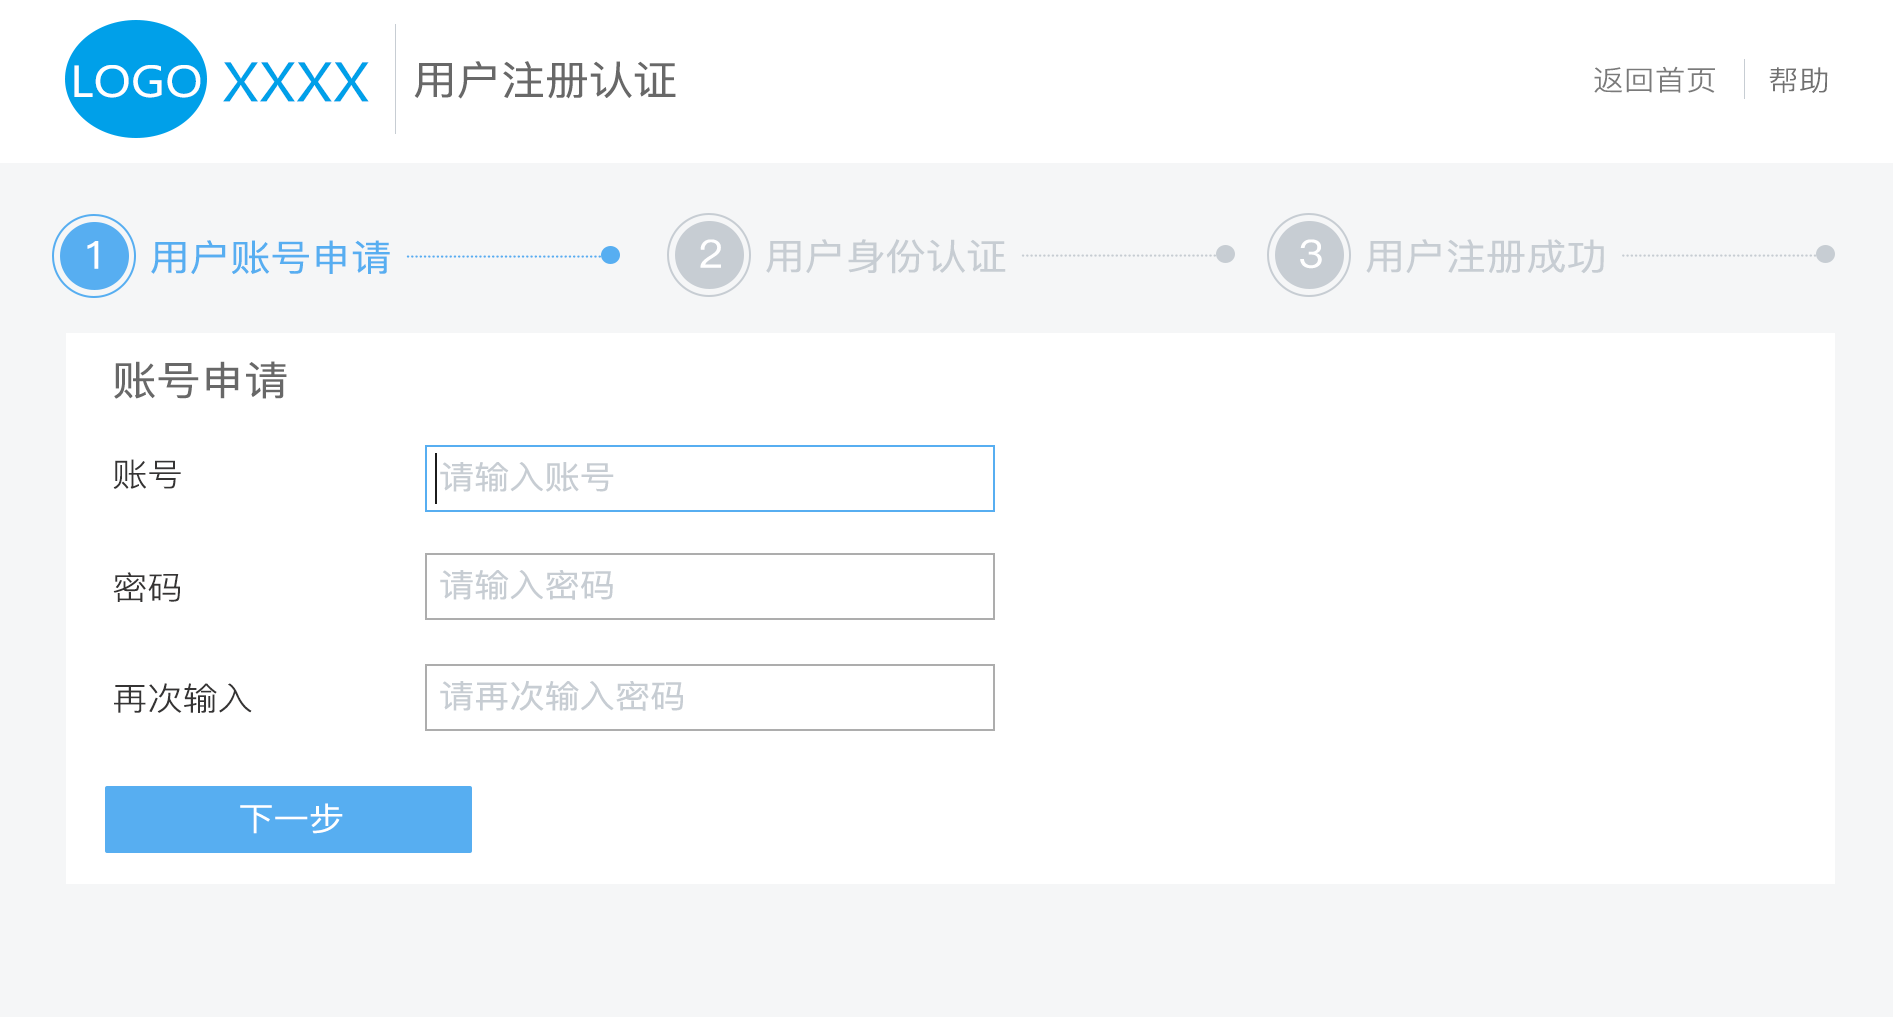 LOGO XXXX 用户注册认证 返回首页 帮助
1 用户账号申请 2 用户身份认证 3 用户注册成功
账号申请
账号 请输入账号
密码 请输入密码
再次输入 请再次输入密码
下一步